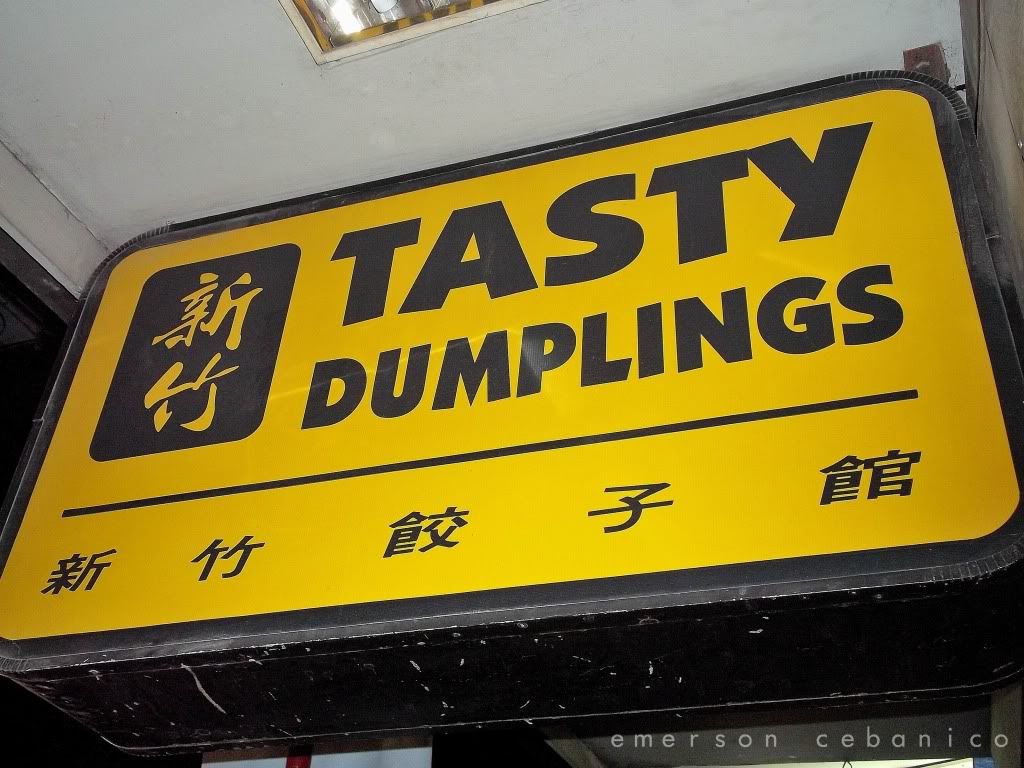 新竹
TASTY
DUMPLINGS
新竹餃子館
emerson cebanico